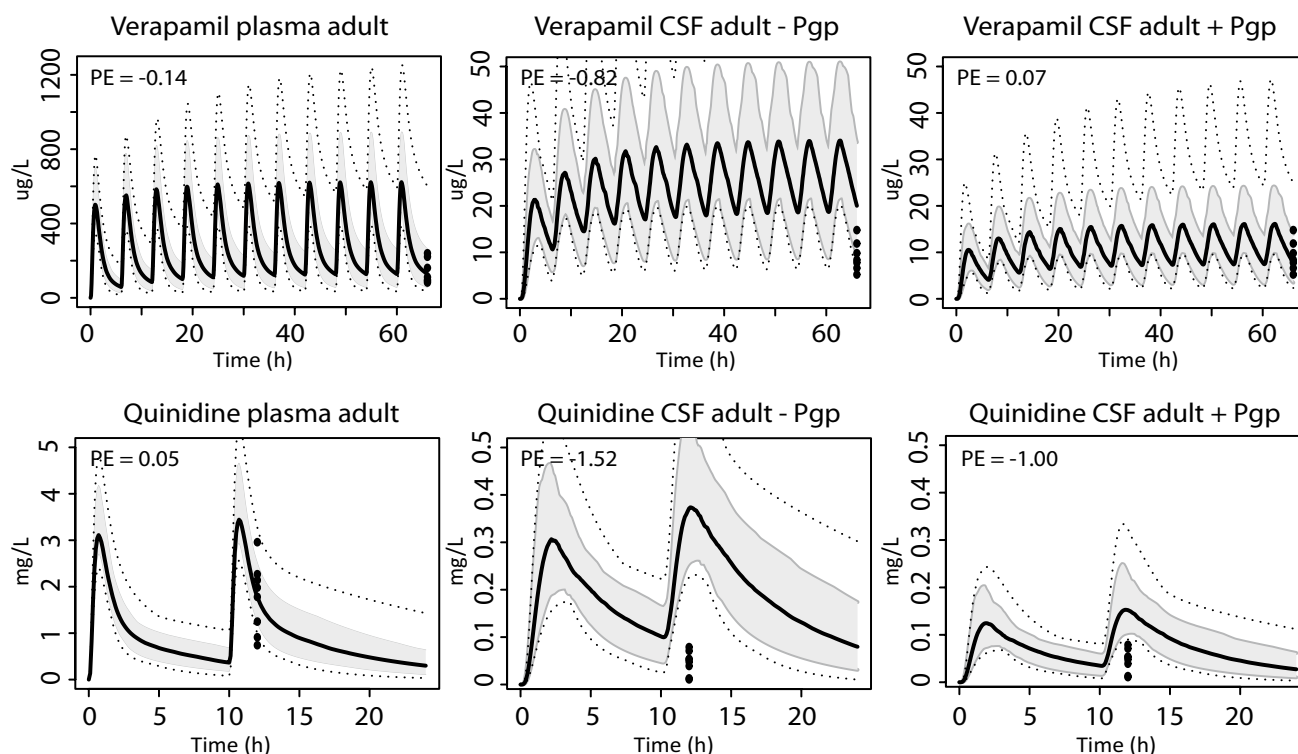 Verapamil plasma adult
PE = -0.14
ug/L
0 400 800 1200
0 20 40 60
Time (h)
Verapamil CSF adult - Pgp
PE = -0.82
ug/L
0 10 20 30 40 50
0 20 40 60
Time (h)
Verapamil CSF adult + Pgp
PE = 0.07
ug/L
0 10 20 30 40 50
0 20 40 60
Time (h)
Quinidine plasma adult
PE = 0.05
mg/L
0 1 2 3 4 5
0 5 10 15 20
Time (h)
Quinidine CSF adult - Pgp
PE = -1.52
mg/L
0.0 0.1 0.2 0.3 0.4 0.5
0 5 10 15 20
Time (h)
Quinidine CSF adult + Pgp
PE = -1.00
mg/L
0.0 0.1 0.2 0.3 0.4 0.5
0 5 10 15 20
Time (h)